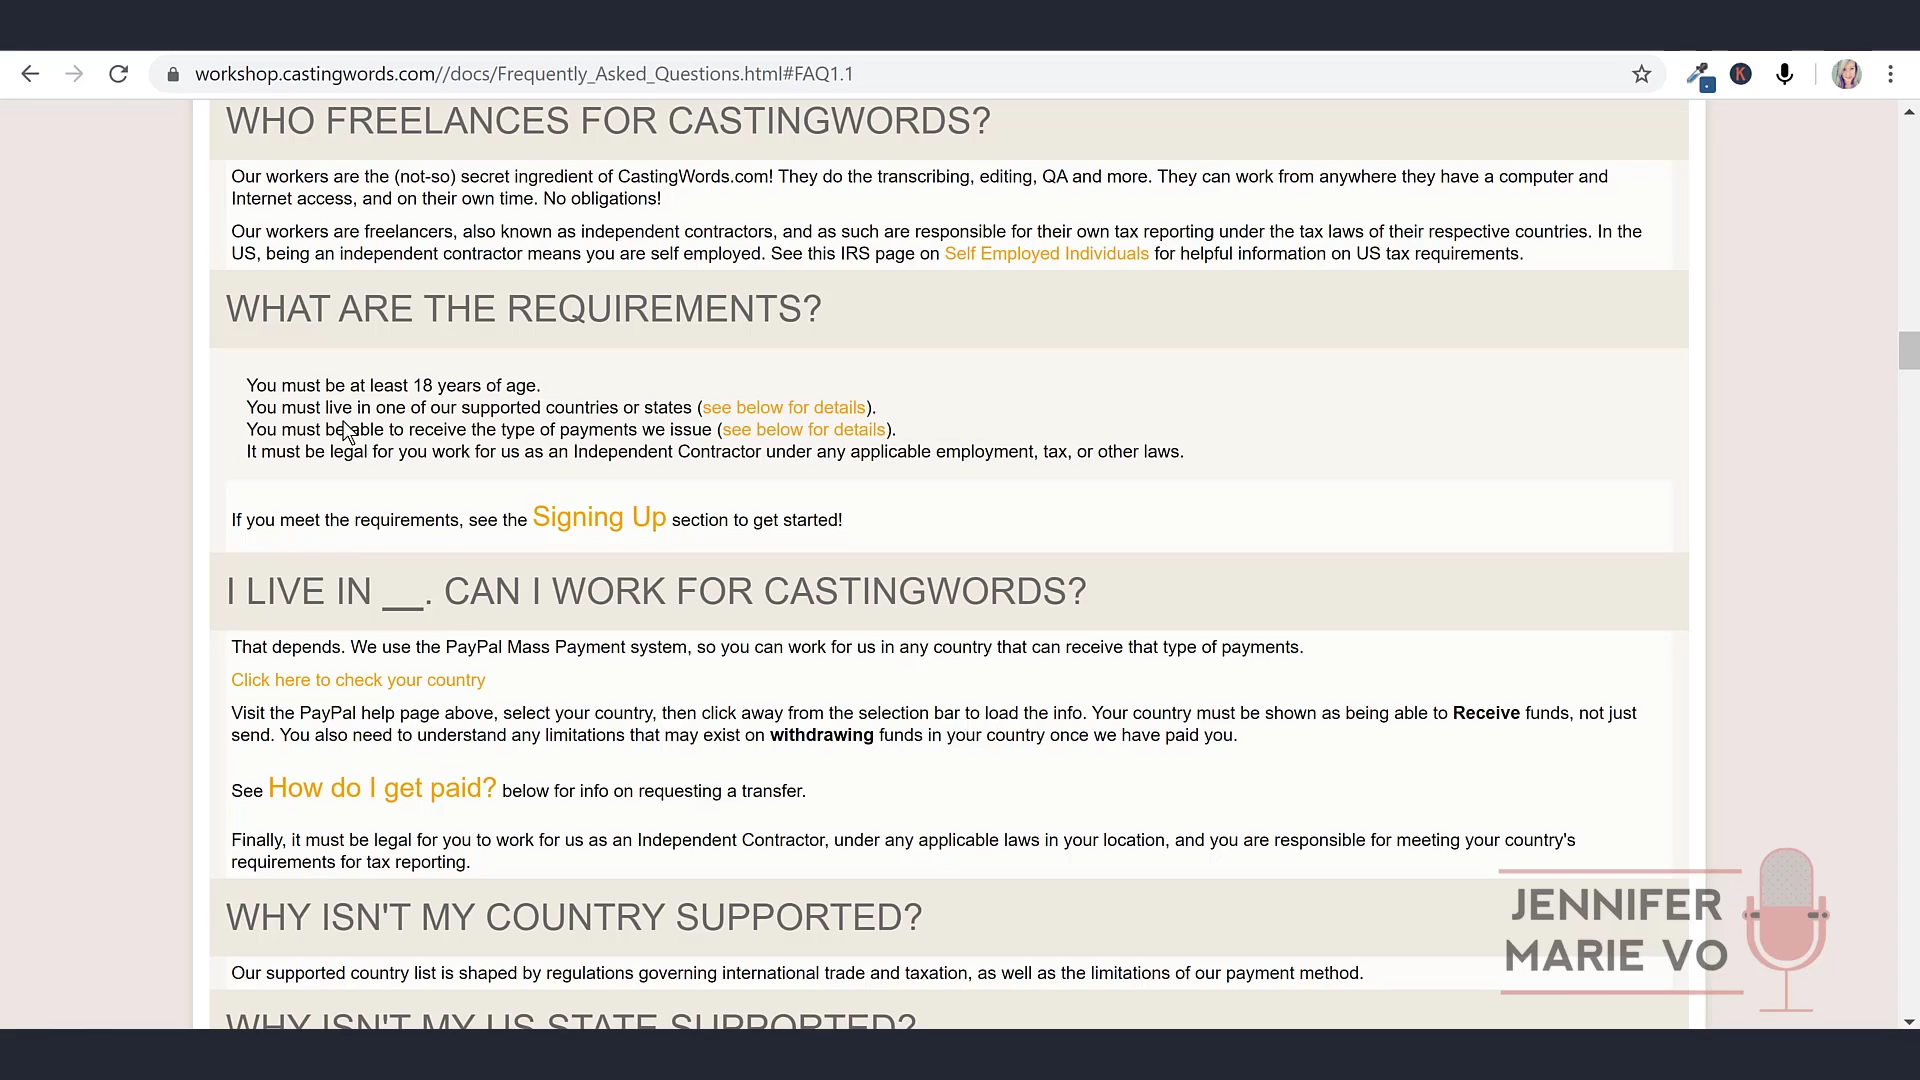 workshop.castingwords.com//docs/Frequently_Asked_Questions.html#FAQ1.1
K
WHO FREELANCES FOR CASTINGWORDS?
Our workers are the (not-so) secret ingredient of CastingWords.com! They do the transcribing, editing, QA and more. They can work from anywhere they have a computer and
Internet access, and on their own time. No obligations!
Our workers are freelancers, also known as independent contractors, and as such are responsible for their own tax reporting under the tax laws of their respective countries. In the
US, being an independent contractor means you are self employed. See this IRS page on Self Employed Individuals for helpful information on US tax requirements.
WHAT ARE THE REQUIREMENTS?
You must be at least 18 years of age.
You must live in one of our supported countries or states (see below for details).
You must be able to receive the type of payments we issue (see below for details).
It must be legal for you work for us as an Independent Contractor under any applicable employment, tax, or other laws.
If you meet the requirements, see the Signing Up section to get started!
I LIVE IN __. CAN I WORK FOR CASTINGWORDS?
That depends. We use the PayPal Mass Payment system, so you can work for us in any country that can receive that type of payments.
Click here to check your country
Visit the PayPal help page above, select your country, then click away from the selection bar to load the info. Your country must be shown as being able to Receive funds, not just
send. You also need to understand any limitations that may exist on withdrawing funds in your country once we have paid you.
See How do I get paid? below for info on requesting a transfer.
Finally, it must be legal for you to work for us as an Independent Contractor, under any applicable laws in your location, and you are responsible for meeting your country's
requirements for tax reporting.
WHY ISN'T MY COUNTRY SUPPORTED?
Our supported country list is shaped by regulations governing international trade and taxation, as well as the limitations of our payment method.
WHY ISN'T MY US STATE SUPPORTED?
JENNIFER
MARIE VO